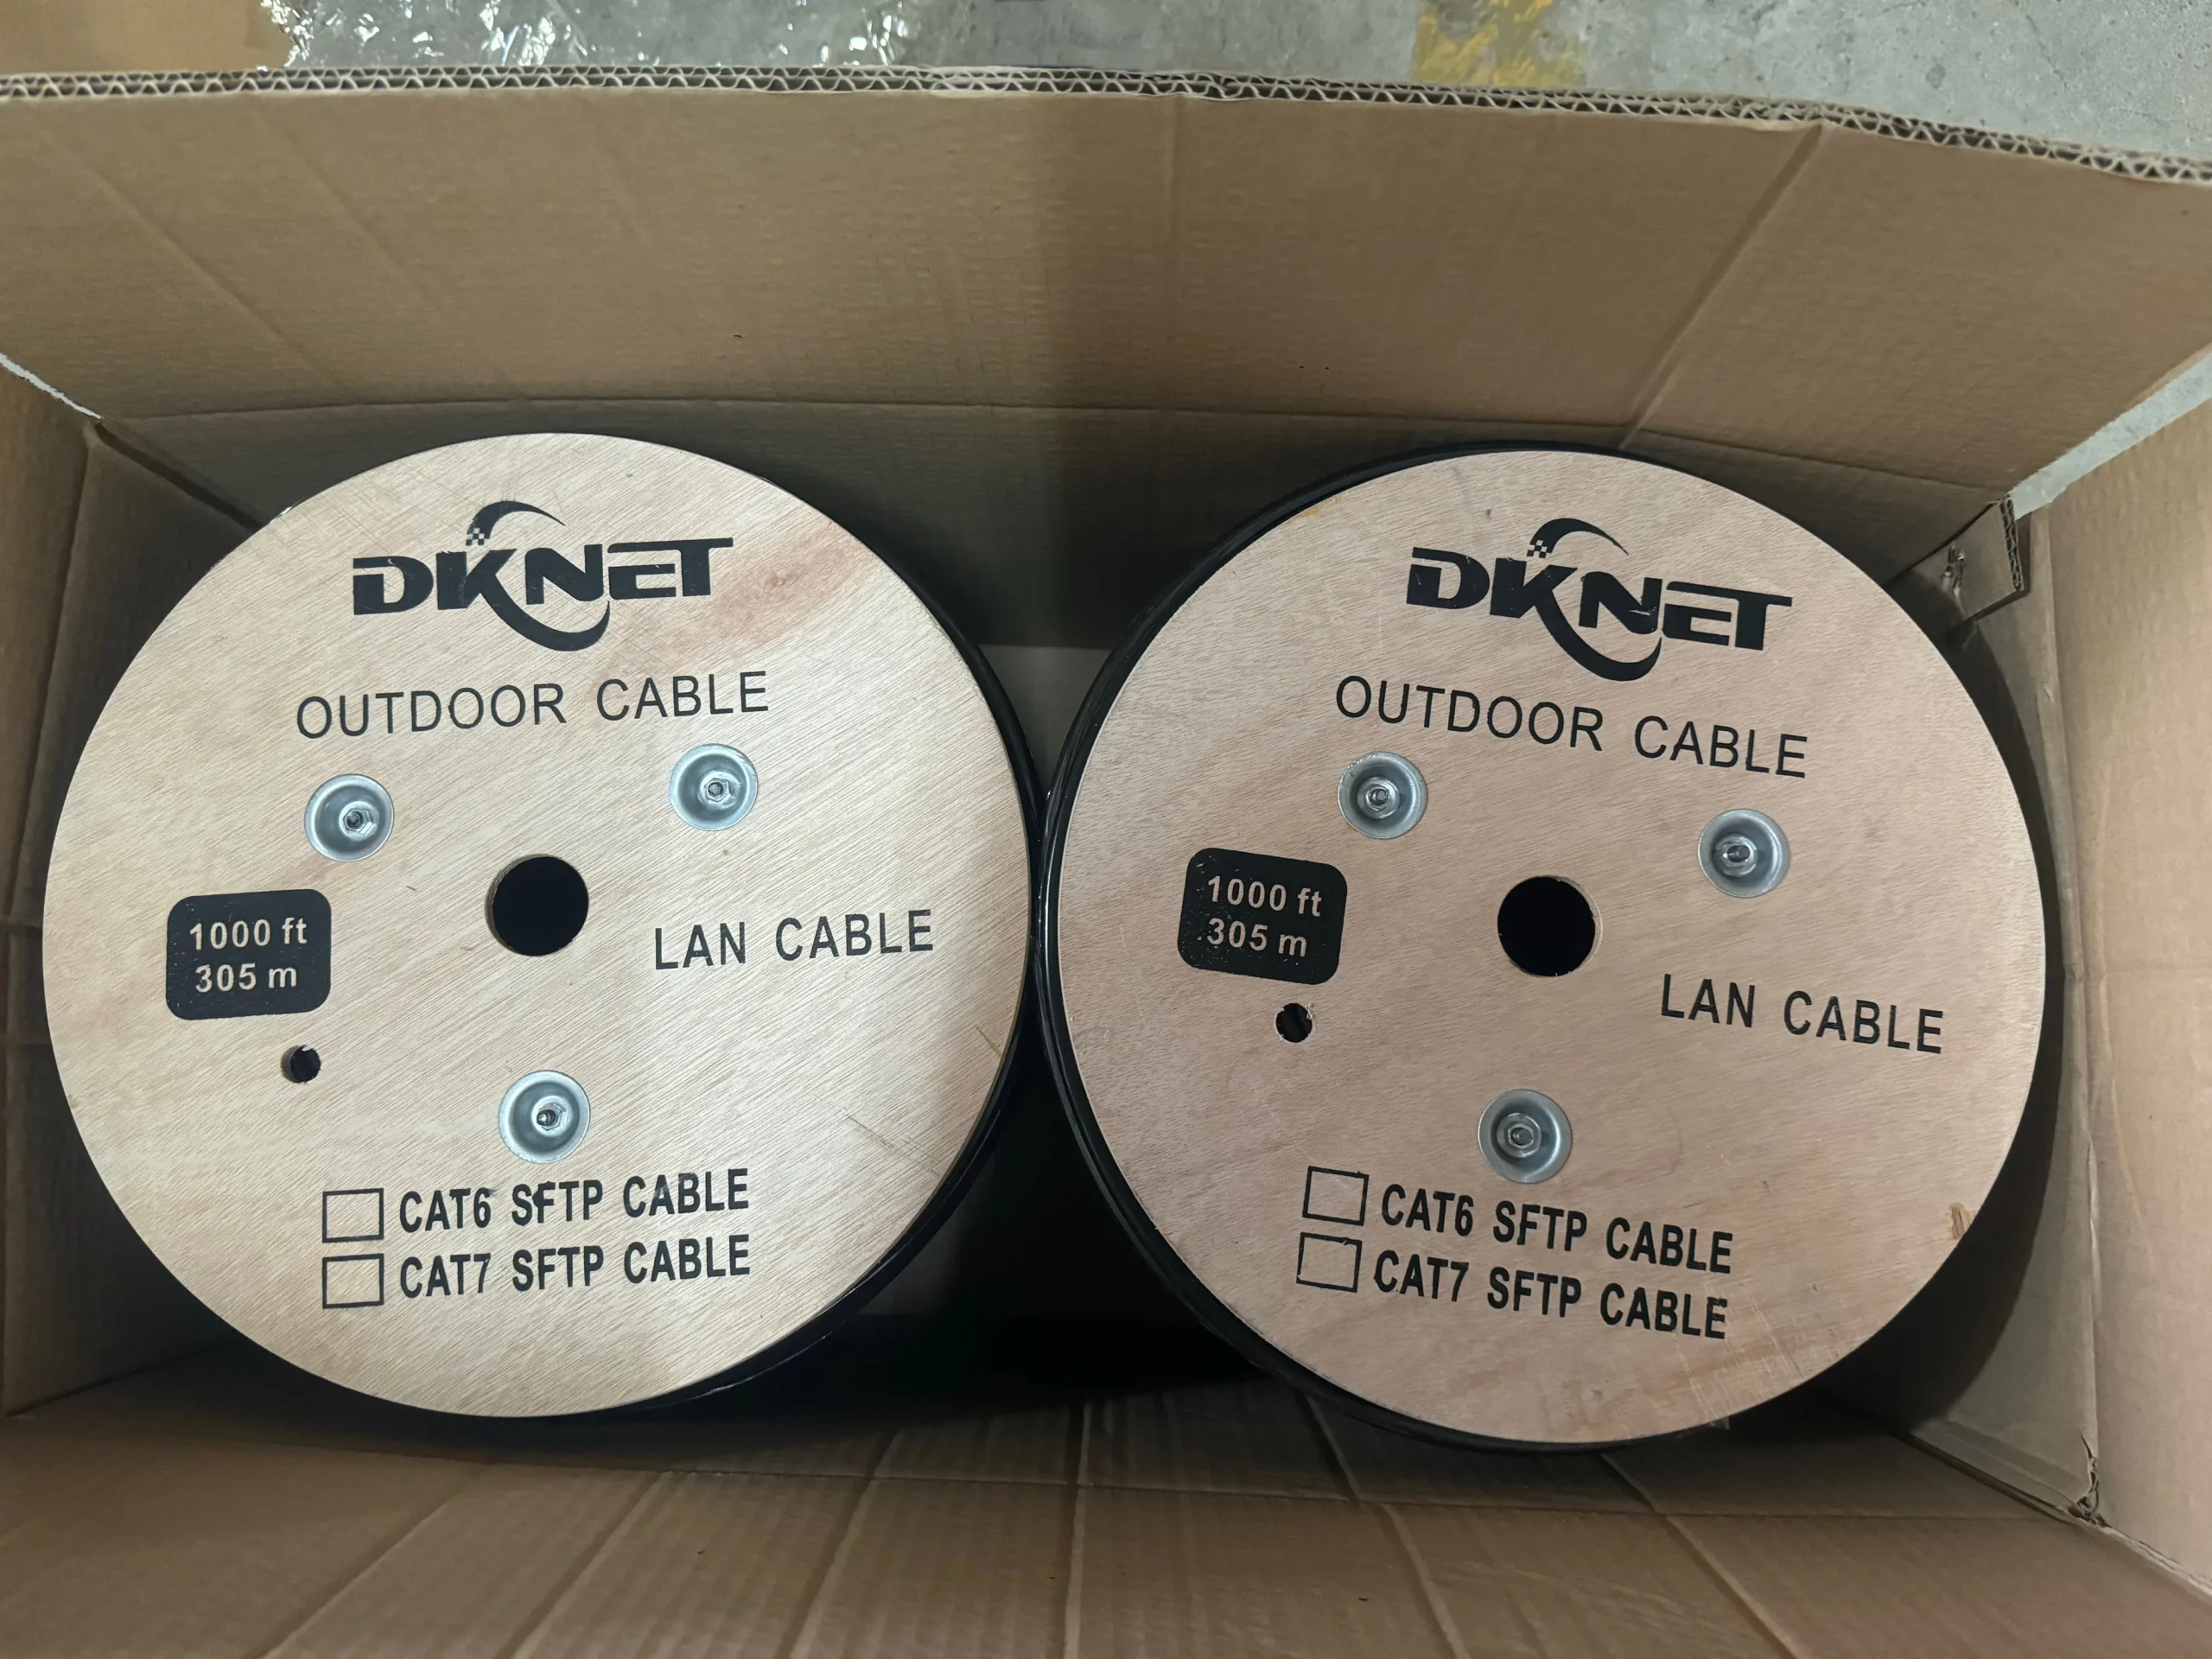 DKNET
OUTDOOR CABLE
1000 ft
305 m
LAN CABLE
CAT6 SFTP CABLE
CAT7 SFTP CABLE
DKNET
OUTDOOR CABLE
1000 ft
305 m
LAN CABLE
CAT6 SFTP CABLE
CAT7 SFTP CABLE